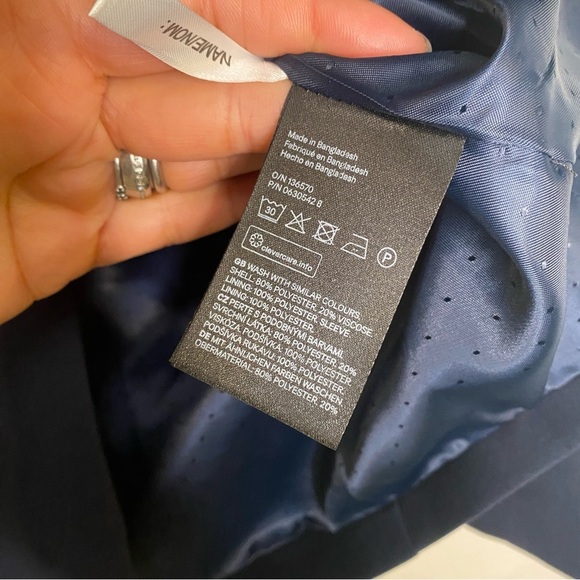 NAME/NOM:
Made in Bangladesh
Fabriqué en Bangladesh
Hecho en Bangladesh
O/N 136570
P/N 0630542 8
30
P
clevercare.info
GB WASH WITH SIMILAR COLOURS.
SHELL: 80% POLYESTER, 20% VISCOSE
LINING: 100% POLYESTER, SLEEVE
LINING: 100% POLYESTER
CZ PERTE S PODOBNÝMI BARVAMI.
SVRCHNÍ LÁTKA: 80% POLYESTER, 20%
VISKÓZA, PODŠÍVKA: 100% POLYESTER,
PODŠÍVKA RUKÁVU: 100% POLYESTER
DE MIT ÄHNLICHEN FARBEN WASCHEN
OBERMATERIAL: 80% POLYESTER, 20%